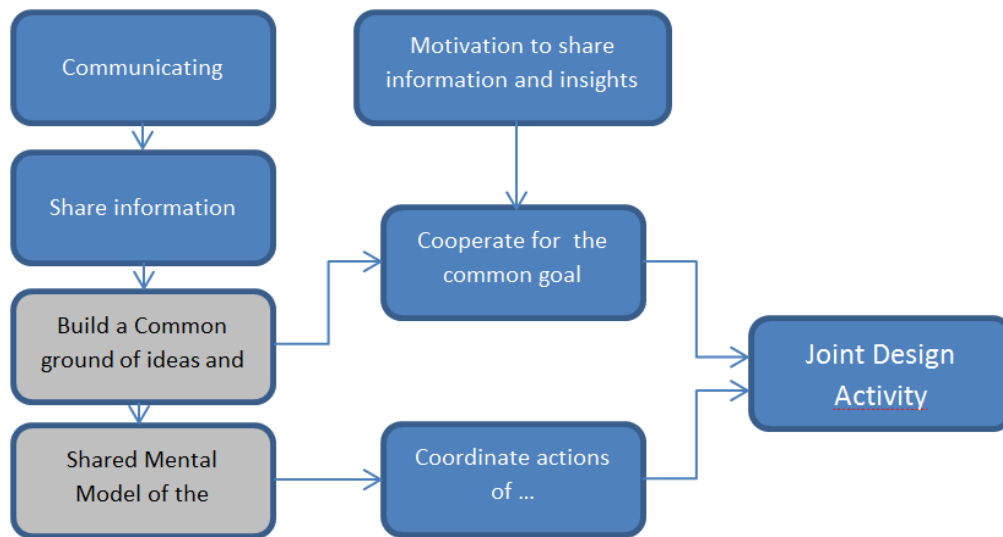 Communicating
Motivation to share
information and insights
Share information
Cooperate for the
common goal
Build a Common
ground of ideas and
Joint Design
Activity
Shared Mental
Model of the
Coordinate actions
of ...